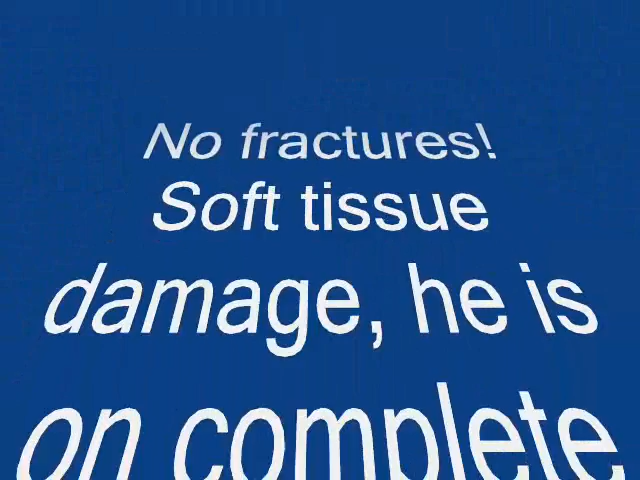 No fractures!
Soft tissue
damage, he is
on complete